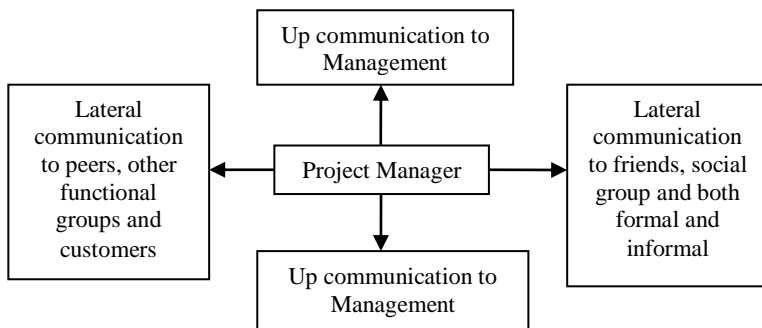 Up communication to
Management
Lateral
communication
to peers, other
functional
groups and
customers
Project Manager
Lateral
communication
to friends, social
group and both
formal and
informal
Up communication to
Management